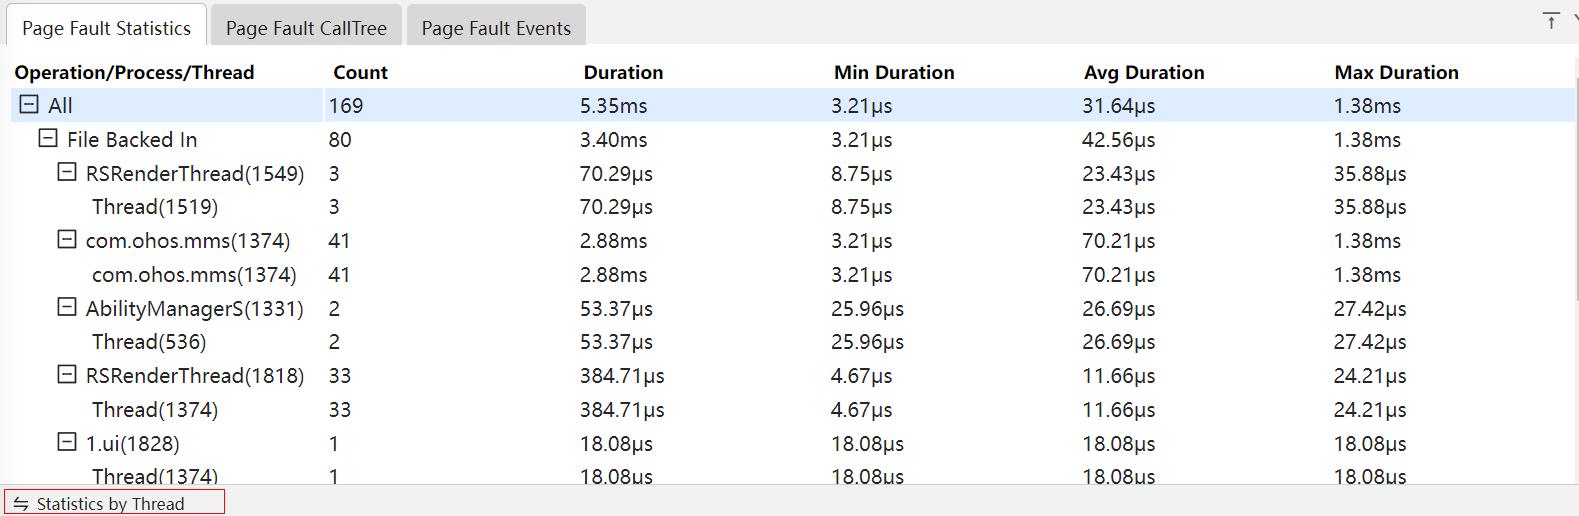 Page Fault Statistics Page Fault CallTree Page Fault Events
Operation/Process/Thread Count Duration Min Duration Avg Duration Max Duration
All 169 5.35ms 3.21µs 31.64µs 1.38ms
File Backed In 80 3.40ms 3.21µs 42.56µs 1.38ms
RSRenderThread(1549) 3 70.29µs 8.75µs 23.43µs 35.88µs
Thread(1519) 3 70.29µs 8.75µs 23.43µs 35.88µs
com.ohos.mms(1374) 41 2.88ms 3.21µs 70.21µs 1.38ms
com.ohos.mms(1374) 41 2.88ms 3.21µs 70.21µs 1.38ms
AbilityManagerS(1331) 2 53.37µs 25.96µs 26.69µs 27.42µs
Thread(536) 2 53.37µs 25.96µs 26.69µs 27.42µs
RSRenderThread(1818) 33 384.71µs 4.67µs 11.66µs 24.21µs
Thread(1374) 33 384.71µs 4.67µs 11.66µs 24.21µs
1.ui(1828) 1 18.08µs 18.08µs 18.08µs 18.08µs
Thread(1374) 1 18.08µs 18.08µs 18.08µs 18.08µs
Statistics by Thread